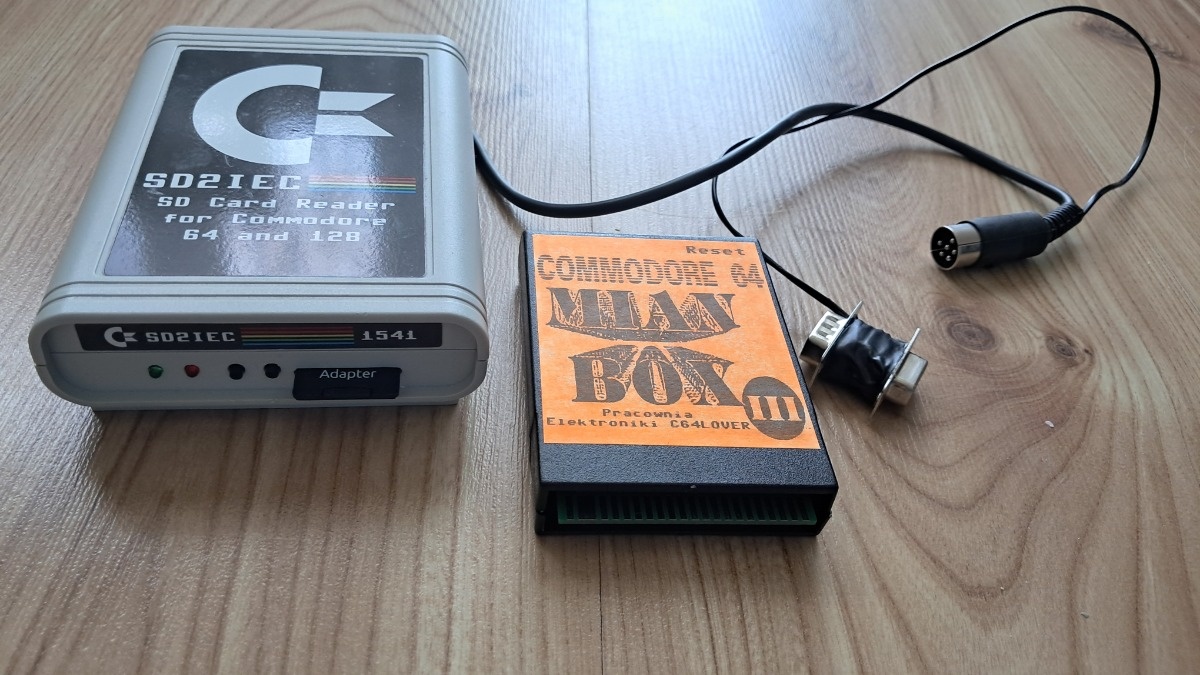 SD2IEC
SD Card Reader
for Commodore
64 and 128
SD2IEC 1541
Adapter
Reset
COMMODORE 64
MLAN
BOX
III
Pracownia
Elektroniki C64LOVER